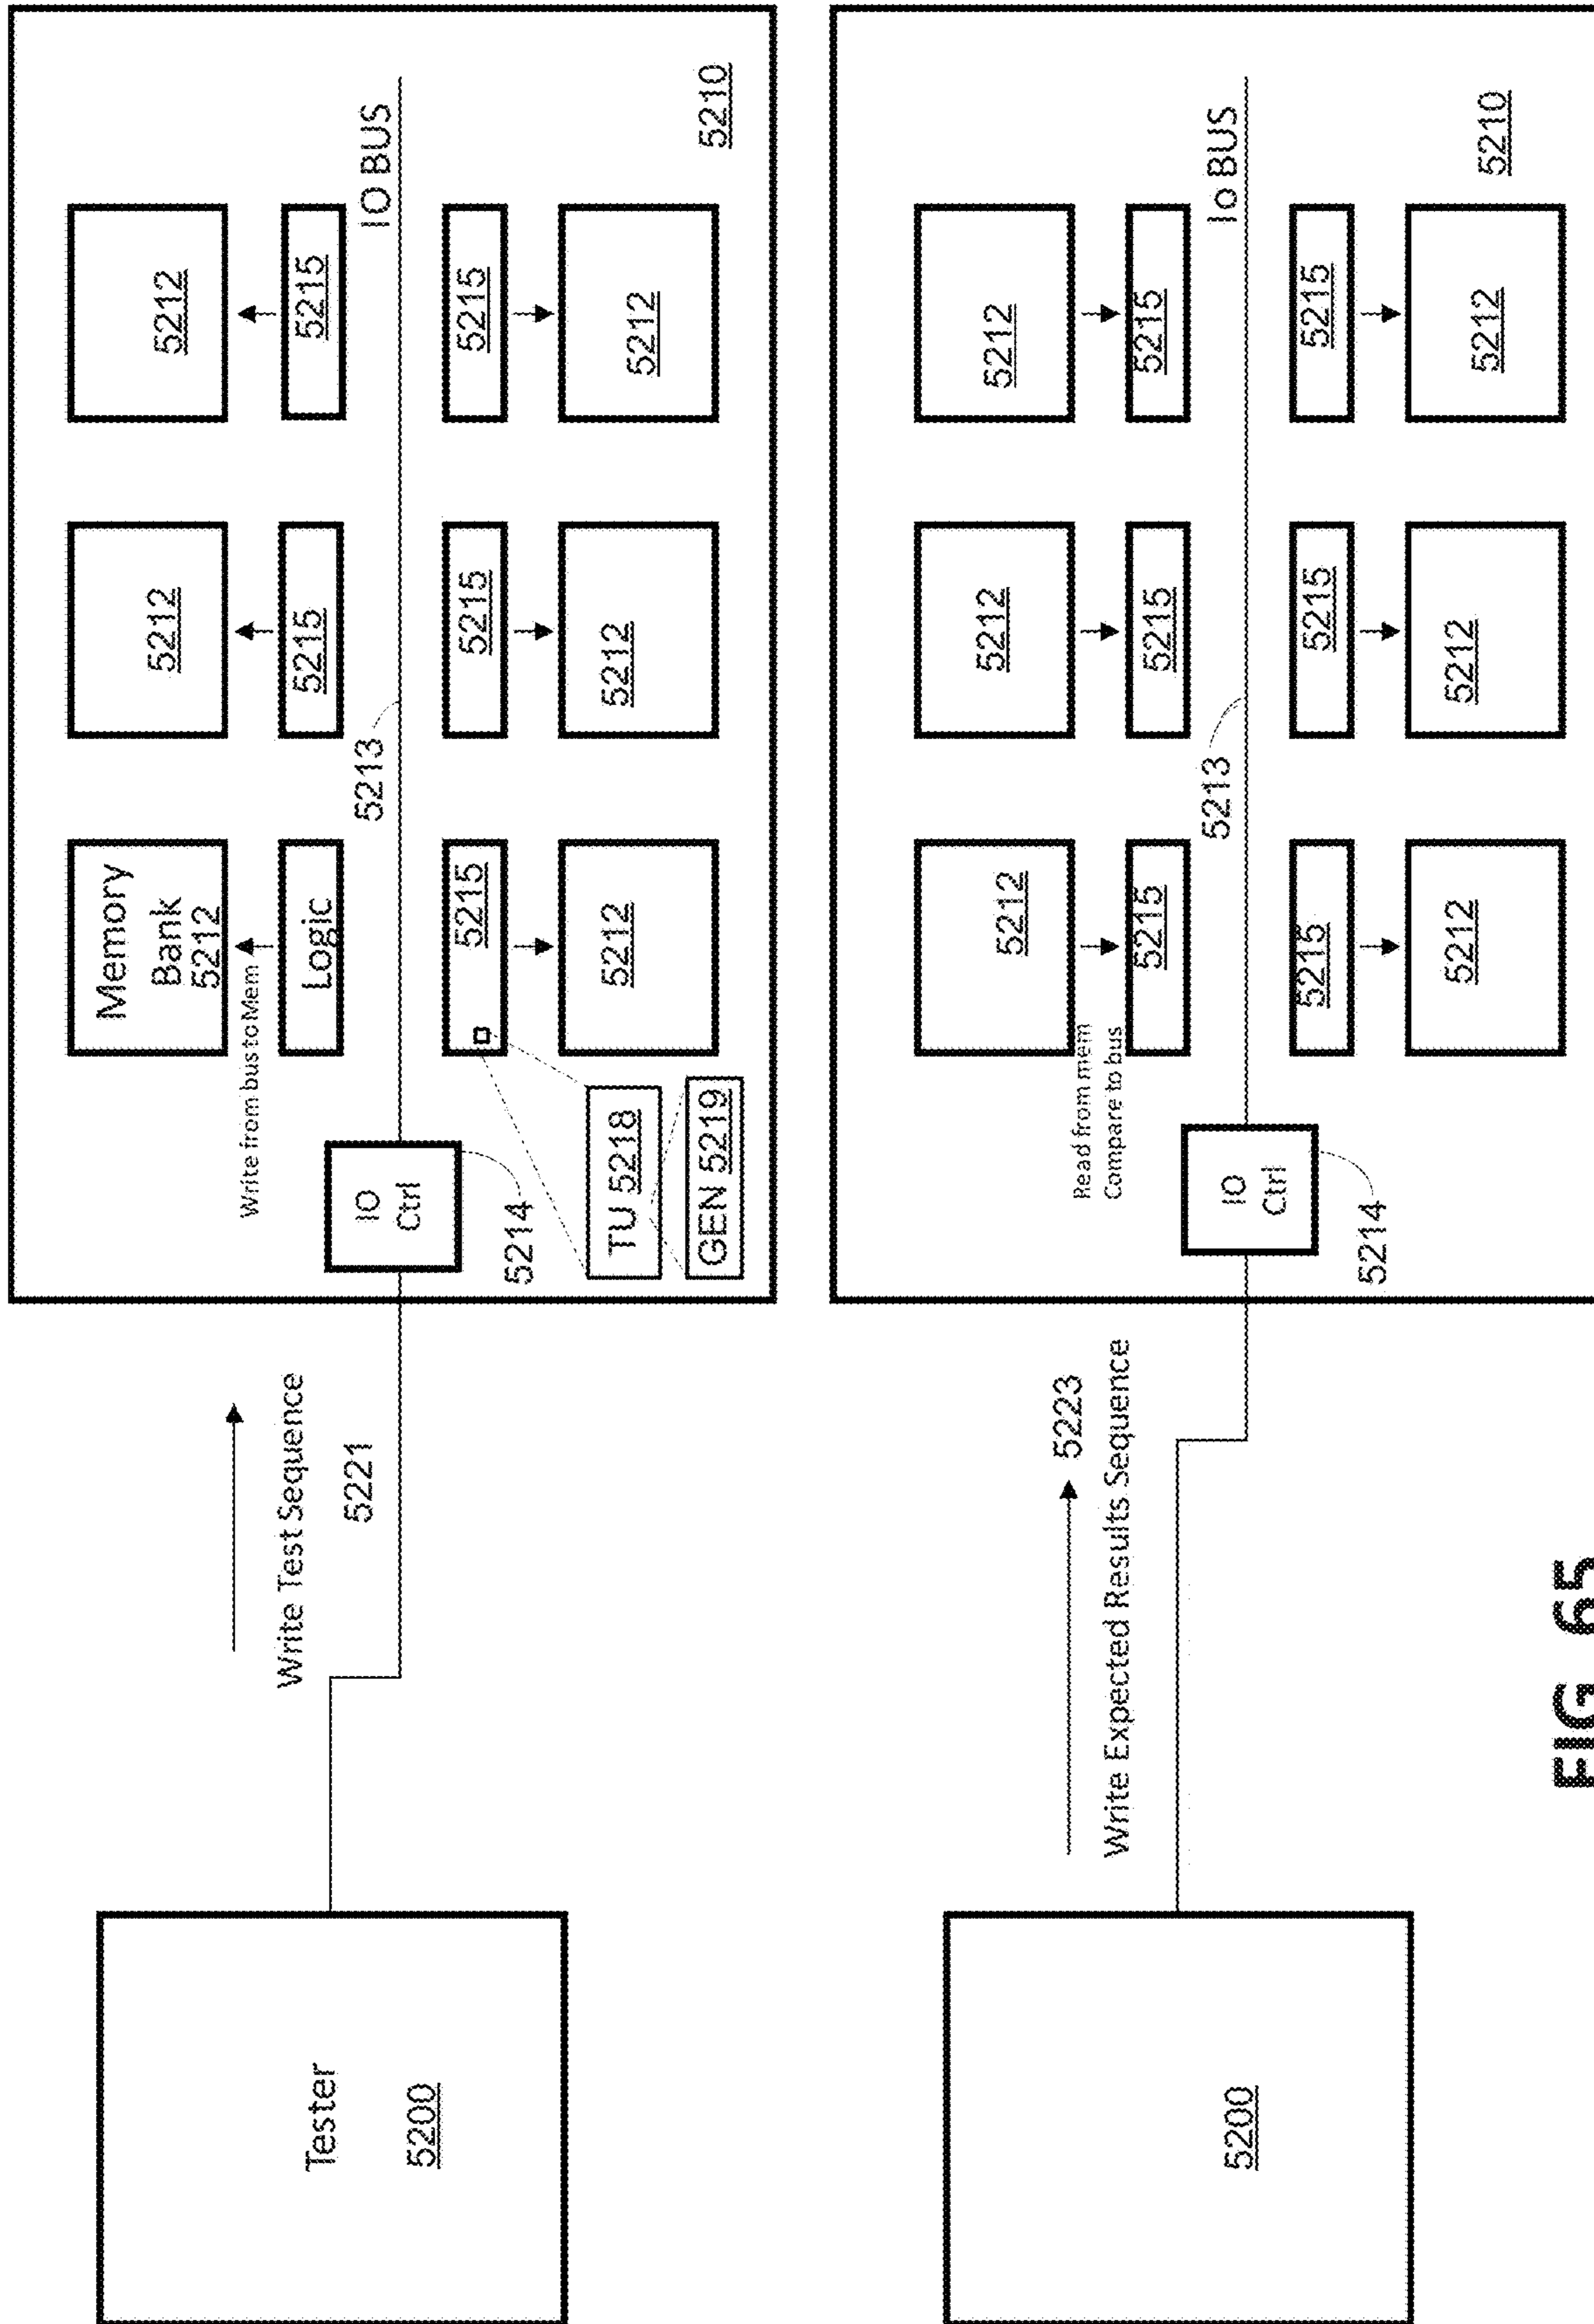 Tester
5200
Write Test Sequence
5221
Memory
Bank
5212
5212
5212
Write from bus to Mem
Logic
5215
5215
IO BUS
IO
Ctrl
5213
5214
5215
5215
5215
TU 5218
GEN 5219
5212
5212
5212
5210
5200
5223
Write Expected Results Sequence
5212
5212
5212
Read from mem
Compare to bus
5215
5215
5215
Io BUS
IO
Ctrl
5213
5214
5215
5215
5215
5212
5212
5212
5210
FIG 65